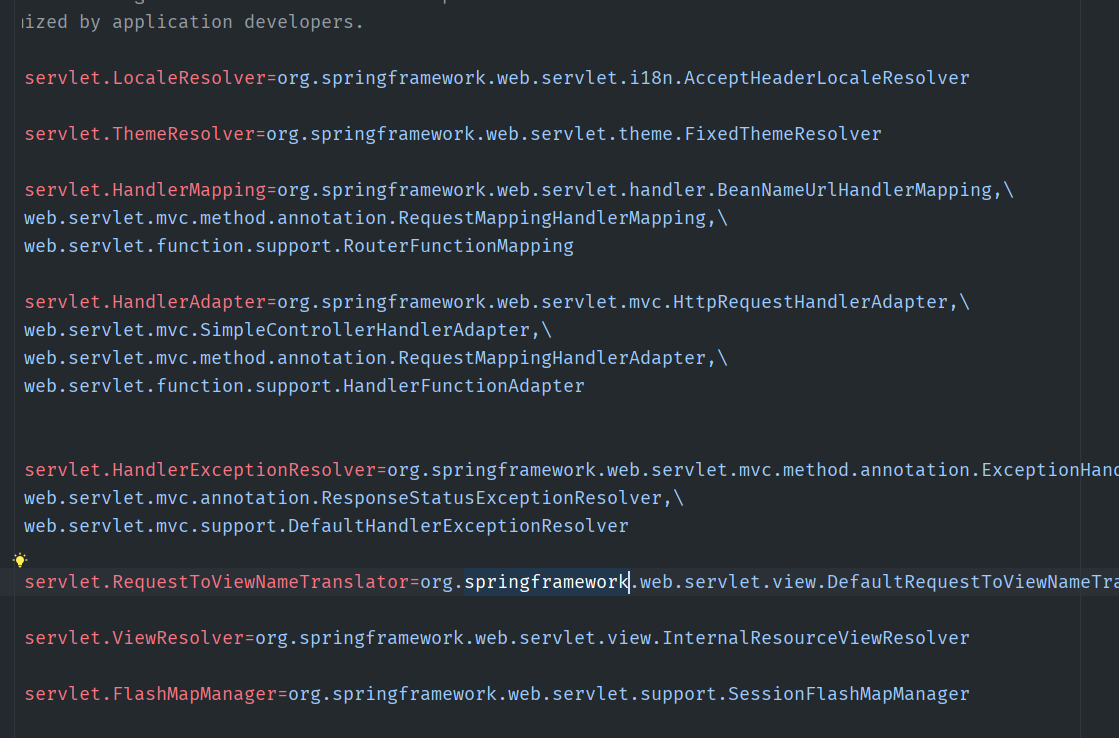 ized by application developers.
servlet.LocaleResolver=org.springframework.web.servlet.i18n.AcceptHeaderLocaleResolver
servlet.ThemeResolver=org.springframework.web.servlet.theme.FixedThemeResolver
servlet.HandlerMapping=org.springframework.web.servlet.handler.BeanNameUrlHandlerMapping,\
web.servlet.mvc.method.annotation.RequestMappingHandlerMapping,\
web.servlet.function.support.RouterFunctionMapping
servlet.HandlerAdapter=org.springframework.web.servlet.mvc.HttpRequestHandlerAdapter,\
web.servlet.mvc.SimpleControllerHandlerAdapter,\
web.servlet.mvc.method.annotation.RequestMappingHandlerAdapter,\
web.servlet.function.support.HandlerFunctionAdapter
servlet.HandlerExceptionResolver=org.springframework.web.servlet.mvc.method.annotation.ExceptionHand
web.servlet.mvc.annotation.ResponseStatusExceptionResolver,\
web.servlet.mvc.support.DefaultHandlerExceptionResolver
servlet.RequestToViewNameTranslator=org.springframework.web.servlet.view.DefaultRequestToViewNameTra
servlet.ViewResolver=org.springframework.web.servlet.view.InternalResourceViewResolver
servlet.FlashMapManager=org.springframework.web.servlet.support.SessionFlashMapManager